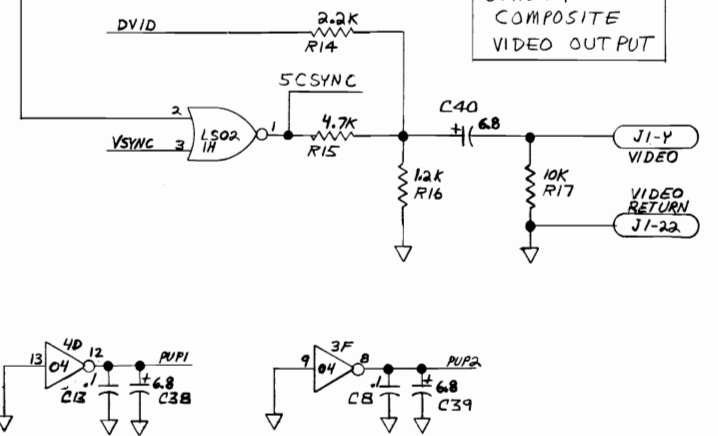 COMPOSITE
VIDEO OUTPUT
DVID
2.2K
R14
5CSYNC
C40
+
6.8
2
LS02
1H
1
4.7K
R15
VSYNC
3
J1-Y
VIDEO
1.2K
R16
10K
R17
VIDEO
RETURN
J1-22
4D
13
04
12
PUP1
.1
C13
+
6.8
C38
3F
9
04
8
PUP2
.1
C8
+
6.8
C39